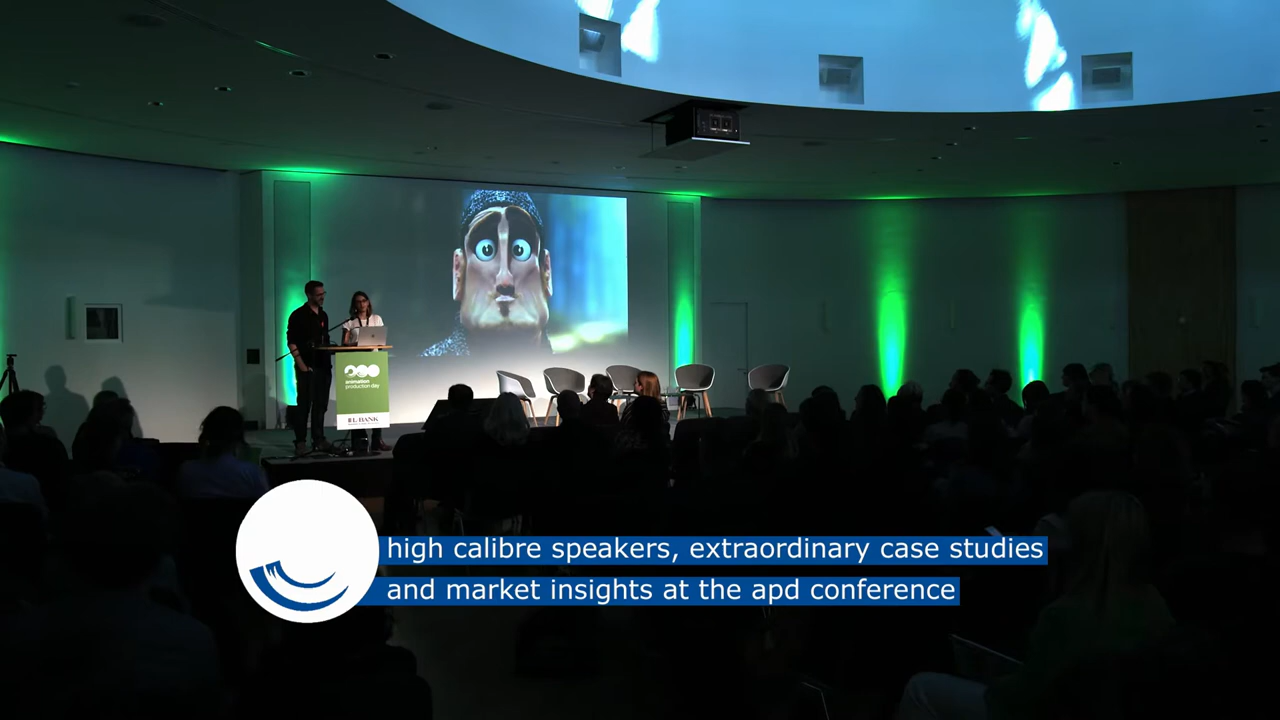 animation
production day
L-BANK
high calibre speakers, extraordinary case studies
and market insights at the apd conference